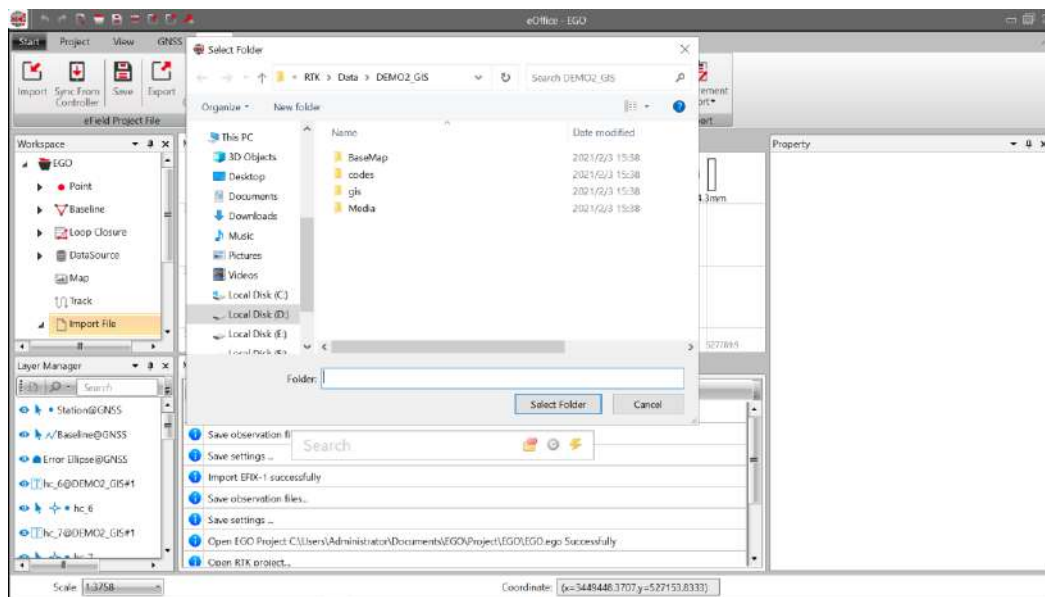 eOffice - EGO
Start Project View GNSS
Import Sync From Controller Save Export
eField Project File
Select Folder
RTK > Data > DEMO2_GIS
Search DEMO2_GIS
Organize New folder
This PC
3D Objects
Desktop
Documents
Downloads
Music
Pictures
Videos
Local Disk (C:)
Local Disk (D:)
Local Disk (E:)
Name Date modified
BaseMap 2021/2/3 15:38
codes 2021/2/3 15:38
gis 2021/2/3 15:38
Media 2021/2/3 15:38
Folder:
Select Folder Cancel
Workspace
EGO
Point
Baseline
Loop Closure
DataSource
Map
Track
Import File
Property
4.3mm
Layer Manager
Search
Station@GNSS
Baseline@GNSS
Error Ellipse@GNSS
hc_6@DEMO2_GIS#1
hc_6
hc_7@DEMO2_GIS#1
hc_7
Search
Save observation fi
Save settings ...
Import EFIX-1 successfully
Save observation files...
Save settings ...
Open EGO Project C:\Users\Administrator\Documents\EGO\Project\EGO\EGO.ego Successfully
Open RTK project...
Scale 1:3758
Coordinate: (x=3449446.3707,y=527153.8333)